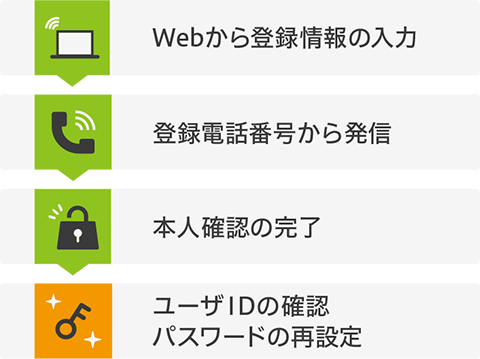 Webから登録情報の入力
登録電話番号から発信
本人確認の完了
ユーザIDの確認
パスワードの再設定